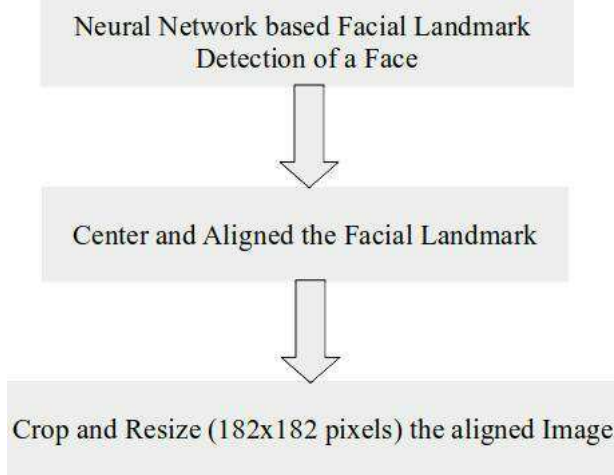 Neural Network based Facial Landmark
Detection of a Face
Center and Aligned the Facial Landmark
Crop and Resize (182x182 pixels) the aligned Image